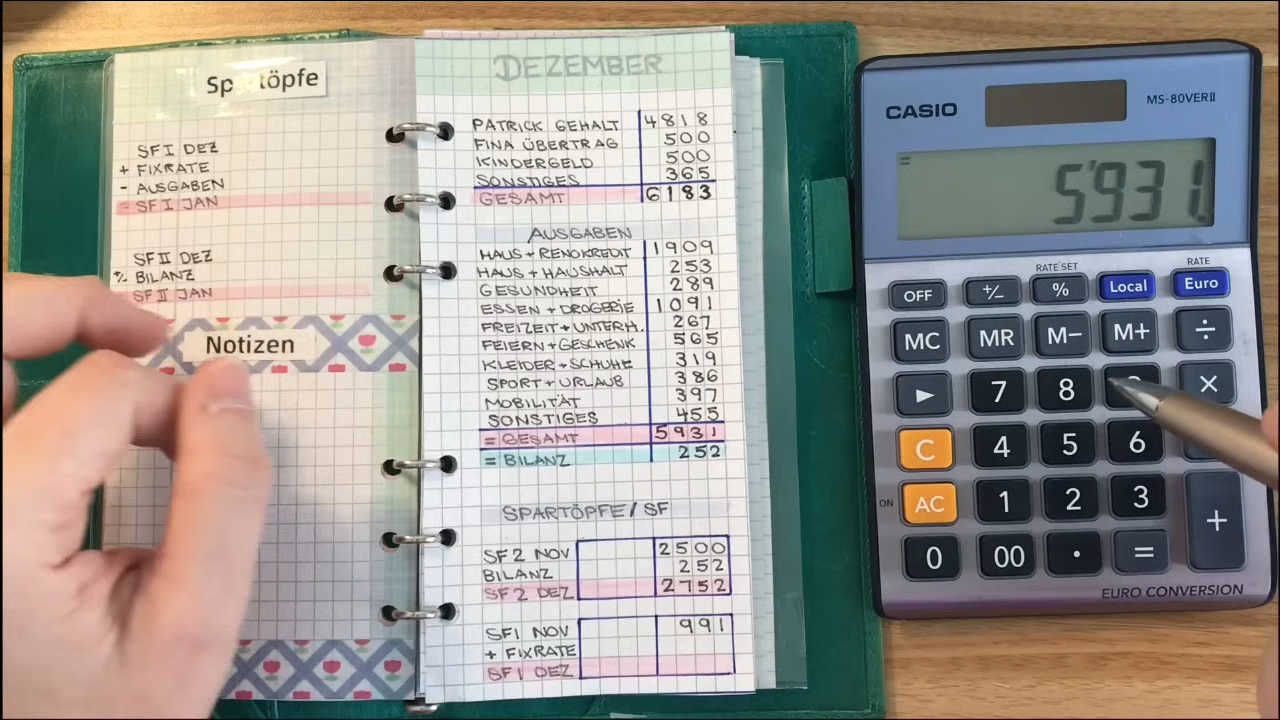 Spartöpfe
SF I DEZ
+ FIXRATE
- AUSGABEN
= SF I JAN
SF II DEZ
+/- BILANZ
SF II JAN
Notizen
DEZEMBER
PATRICK GEHALT 4818
FINA ÜBERTRAG 500
KINDERGELD 500
SONSTIGES 365
GESAMT 6183
AUSGABEN
HAUS + RENOKREDIT 1909
HAUS + HAUSHALT 253
GESUNDHEIT 289
ESSEN + DROGERIE 1091
FREIZEIT + UNTERH. 267
FEIERN + GESCHENK 565
KLEIDER + SCHUHE 319
SPORT + URLAUB 386
MOBILITÄT 397
SONSTIGES 455
= GESAMT 5931
= BILANZ 252
SPARTÖPFE / SF
SF2 NOV 2500
BILANZ 252
SF2 DEZ 2752
SF1 NOV 991
+ FIXRATE
SF1 DEZ
CASIO
MS-80VERII
=
5'931.
RATE SET RATE
OFF +/- % Local Euro
MC MR M- M+ ÷
► 7 8 ×
C 4 5 6
ON AC 1 2 3 +
0 00 · =
EURO CONVERSION